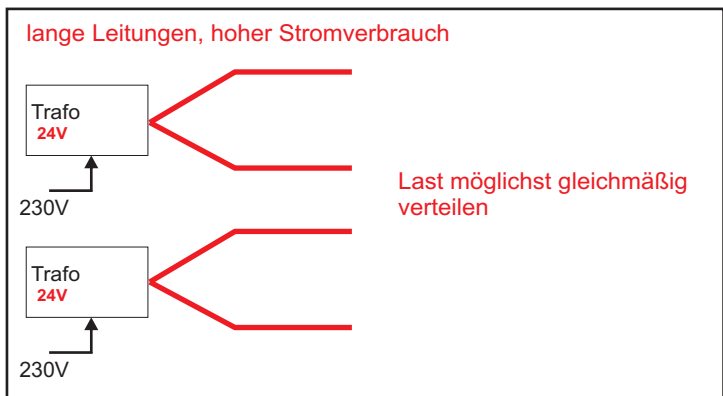 lange Leitungen, hoher Stromverbrauch
Trafo
24V
230V
Last möglichst gleichmäßig
verteilen
Trafo
24V
230V